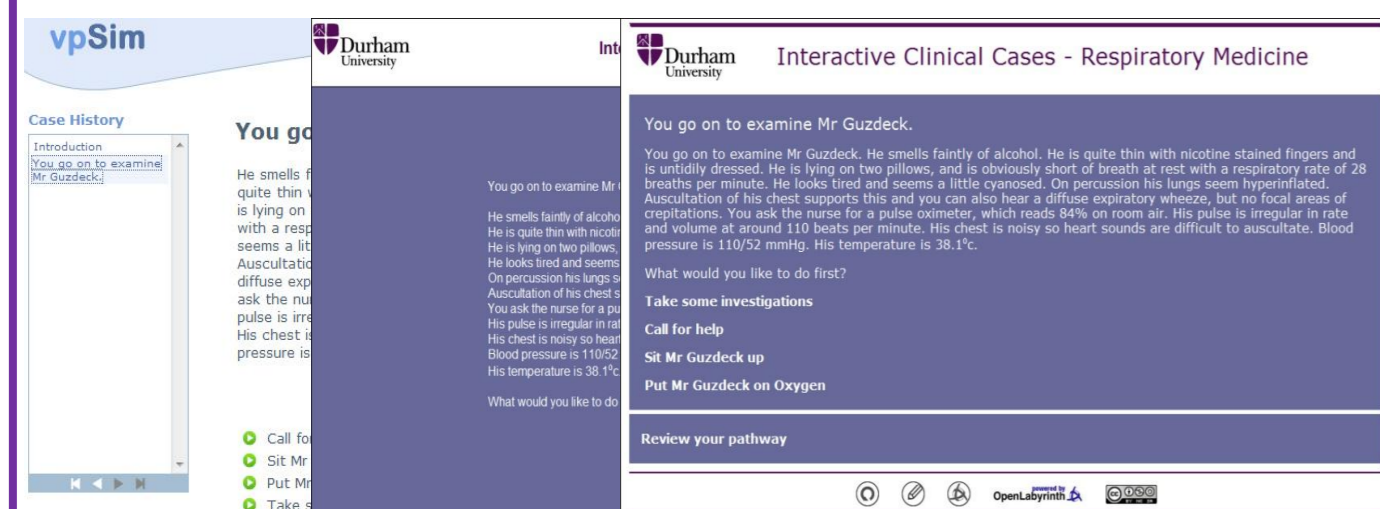 vpSim
Case History
Introduction
You go on to examine
Mr Guzdeck.
You go
He smells f
quite thin w
is lying on
with a resp
seems a lit
Auscultatio
diffuse exp
ask the nur
pulse is irre
His chest is
pressure is
Call for
Sit Mr
Put Mr
Take s
Durham
University
Int
You go on to examine Mr
He smells faintly of alcoho
He is quite thin with nicotin
He is lying on two pillows,
He looks tired and seems
On percussion his lungs s
Auscultation of his chest s
You ask the nurse for a pu
His pulse is irregular in rat
His chest is noisy so heart
Blood pressure is 110/52
His temperature is 38.1⁰c
What would you like to do
Durham
University
Interactive Clinical Cases - Respiratory Medicine
You go on to examine Mr Guzdeck.
You go on to examine Mr Guzdeck. He smells faintly of alcohol. He is quite thin with nicotine stained fingers and
is untidily dressed. He is lying on two pillows, and is obviously short of breath at rest with a respiratory rate of 28
breaths per minute. He looks tired and seems a little cyanosed. On percussion his lungs seem hyperinflated.
Auscultation of his chest supports this and you can also hear a diffuse expiratory wheeze, but no focal areas of
crepitations. You ask the nurse for a pulse oximeter, which reads 84% on room air. His pulse is irregular in rate
and volume at around 110 beats per minute. His chest is noisy so heart sounds are difficult to auscultate. Blood
pressure is 110/52 mmHg. His temperature is 38.1⁰c.
What would you like to do first?
Take some investigations
Call for help
Sit Mr Guzdeck up
Put Mr Guzdeck on Oxygen
Review your pathway
powered by
OpenLabyrinth